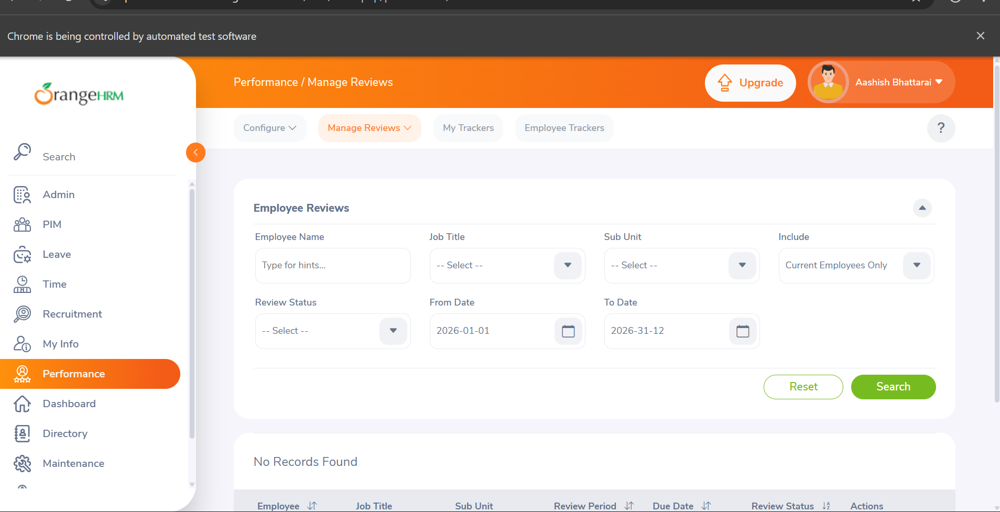 Chrome is being controlled by automated test software
OrangeHRM
Performance / Manage Reviews
Upgrade
Aashish Bhattarai
Configure
Manage Reviews
My Trackers
Employee Trackers
?
Search
Admin
PIM
Leave
Time
Recruitment
My Info
Performance
Dashboard
Directory
Maintenance
Employee Reviews
Employee Name
Job Title
Sub Unit
Include
Type for hints...
-- Select --
-- Select --
Current Employees Only
Review Status
From Date
To Date
-- Select --
2026-01-01
2026-31-12
Reset
Search
No Records Found
Employee
Job Title
Sub Unit
Review Period
Due Date
Review Status
Actions